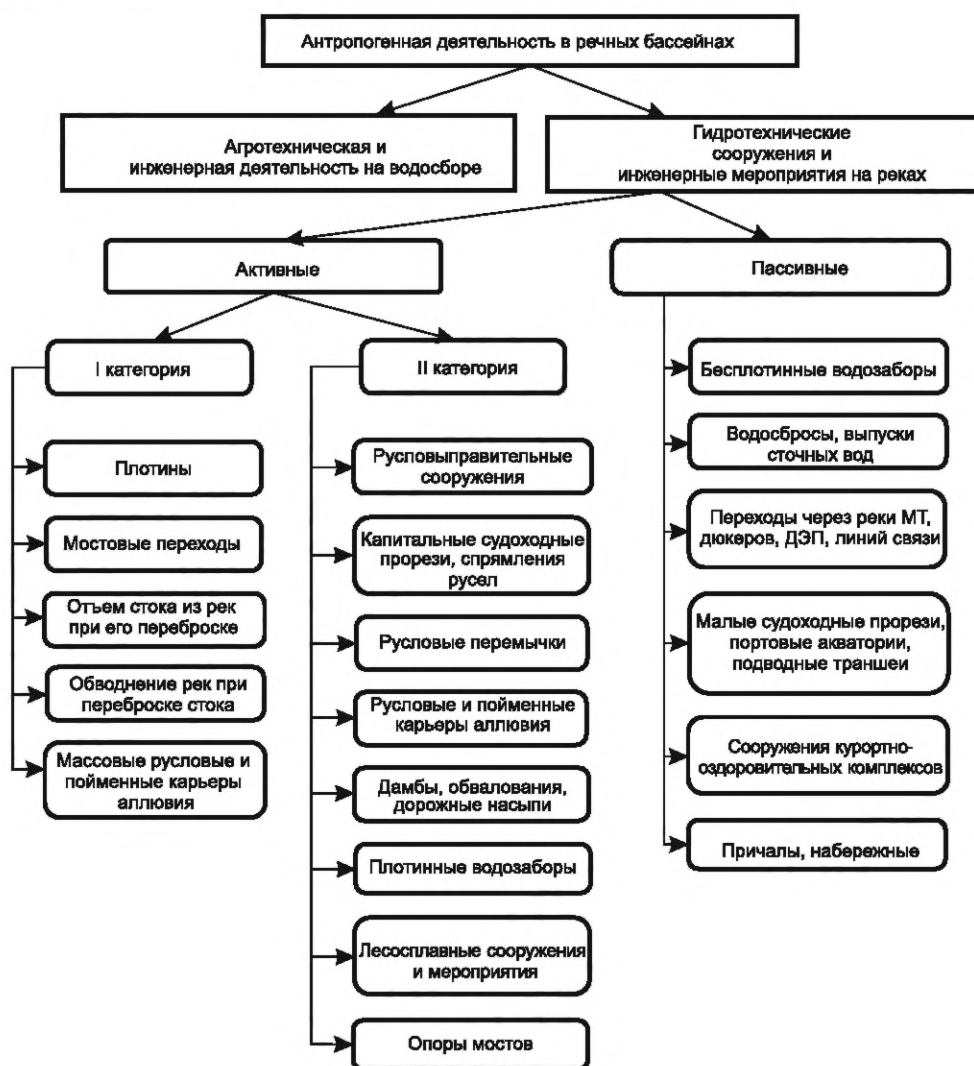 Антропогенная деятельность в речных бассейнах
Агротехническая и
инженерная деятельность на водосборе
Гидротехнические
сооружения и
инженерные мероприятия на реках
Активные
Пассивные
I категория
Плотины
Мостовые переходы
Отъем стока из рек
при его переброске
Обводнение рек при
переброске стока
Массовые русловые и
пойменные карьеры
аллювия
II категория
Русловыправительные
сооружения
Капитальные судоходные
прорези, спрямления
русел
Русловые перемычки
Русловые и пойменные
карьеры аллювия
Дамбы, обвалования,
дорожные насыпи
Плотинные водозаборы
Лесосплавные сооружения
и мероприятия
Опоры мостов
Бесплотинные водозаборы
Водосбросы, выпуски
сточных вод
Переходы через реки МТ,
дюкеров, ДЭП, линий связи
Малые судоходные прорези,
портовые акватории,
подводные траншеи
Сооружения курортно-
оздоровительных комплексов
Причалы, набережные